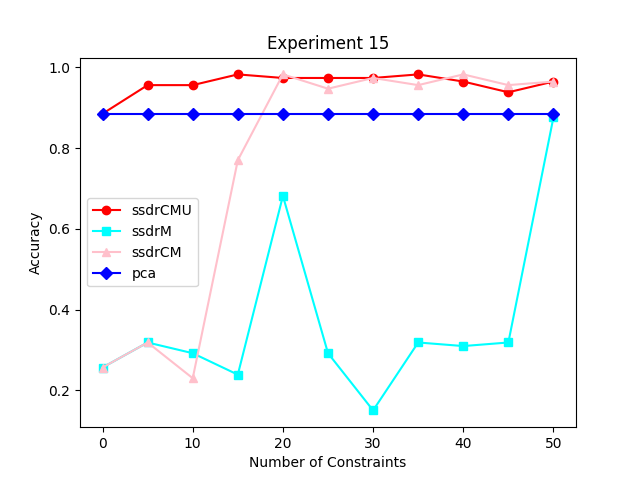 Experiment 15
1.0
0.8
0.6
0.4
0.2
Accuracy
ssdrCMU
ssdrM
ssdrCM
pca
0 10 20 30 40 50
Number of Constraints